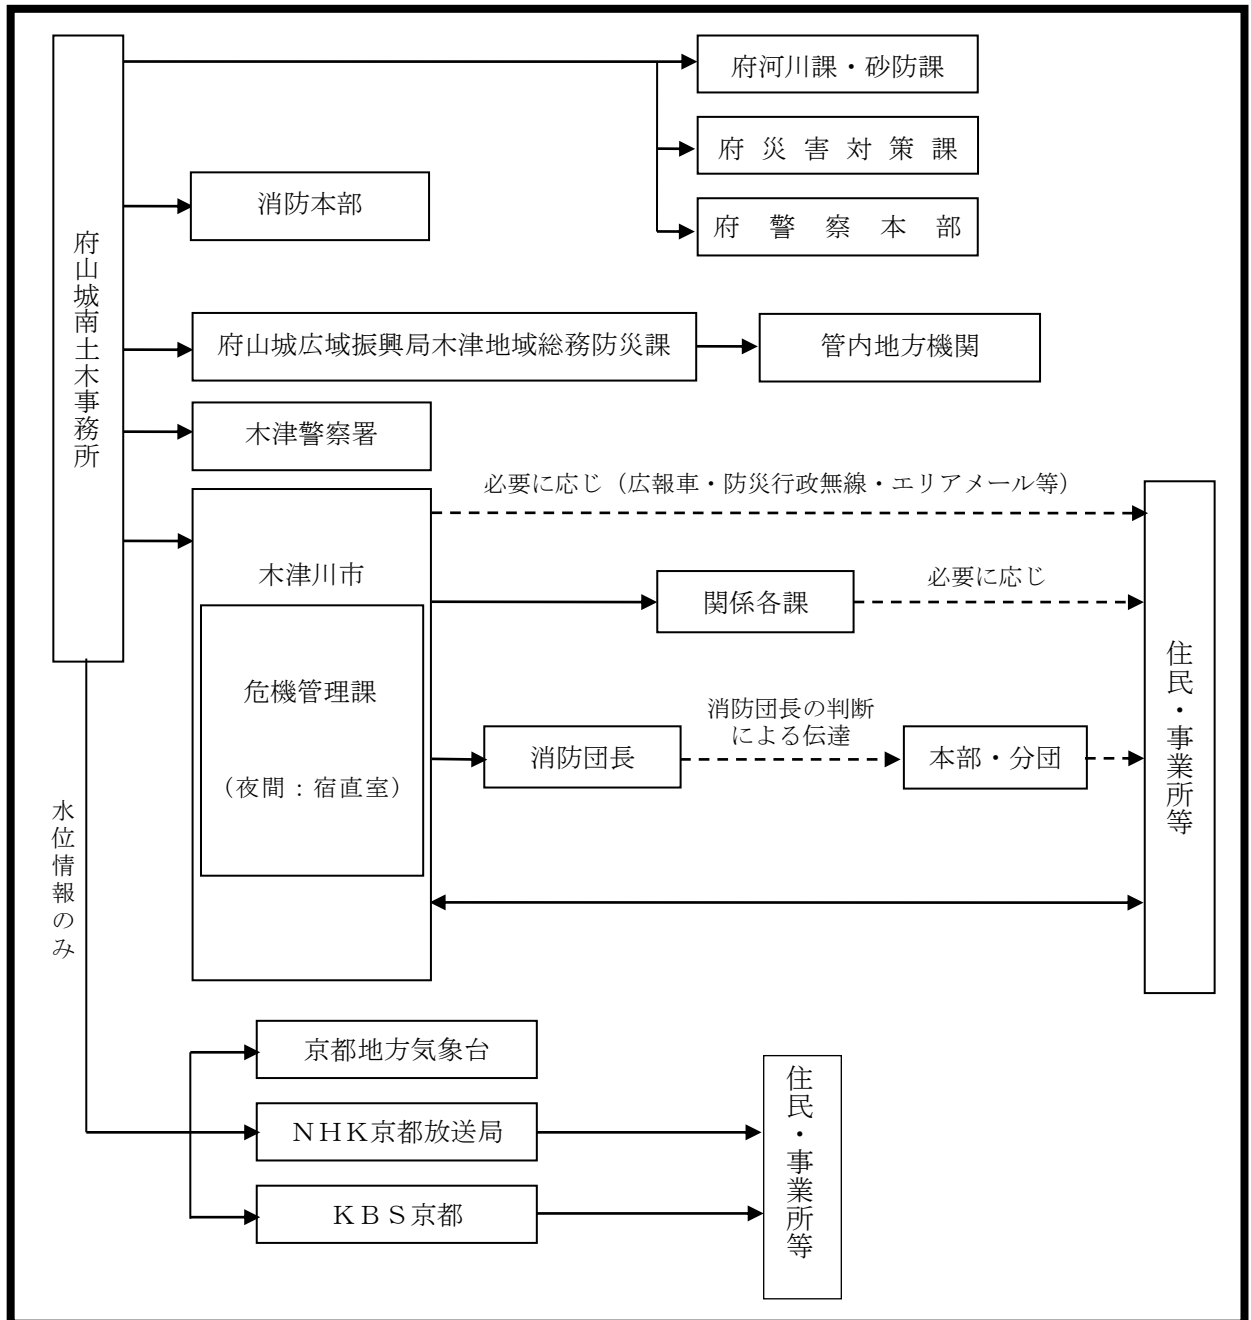 府山城南土木事務所
府河川課・砂防課
府災害対策課
府警察本部
消防本部
府山城広域振興局木津地域総務防災課
管内地方機関
木津警察署
必要に応じ（広報車・防災行政無線・エリアメール等）
木津川市
関係各課
必要に応じ
危機管理課
（夜間：宿直室）
消防団長
消防団長の判断
による伝達
本部・分団
住民・事業所等
水位情報のみ
京都地方気象台
ＮＨＫ京都放送局
ＫＢＳ京都
住民・事業所等